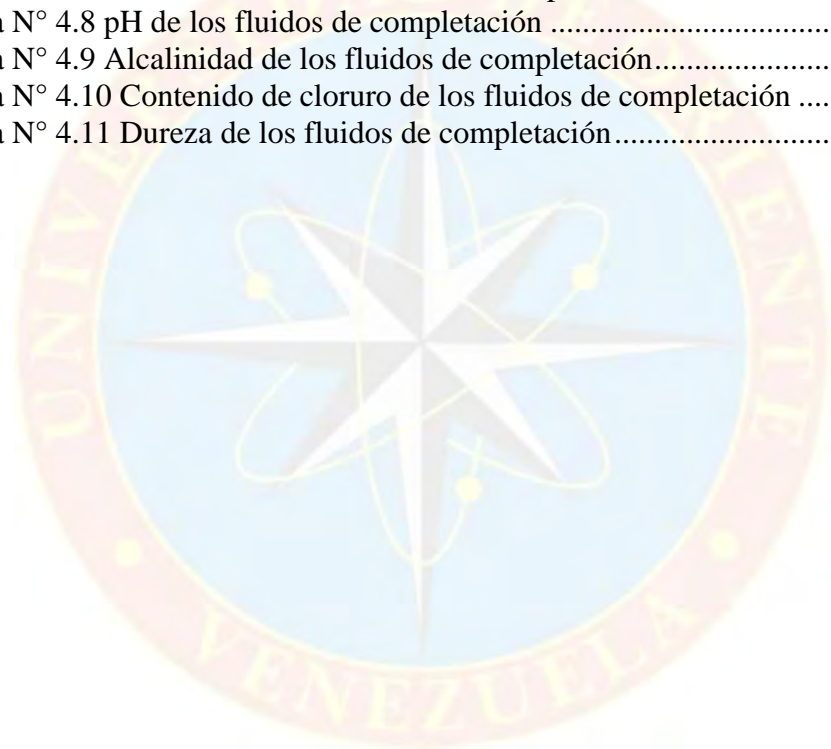 a N° 4.8 pH de los fluidos de completación ................................
a N° 4.9 Alcalinidad de los fluidos de completación....................
a N° 4.10 Contenido de cloruro de los fluidos de completación ....
a N° 4.11 Dureza de los fluidos de completación.........................
VENEZUELA